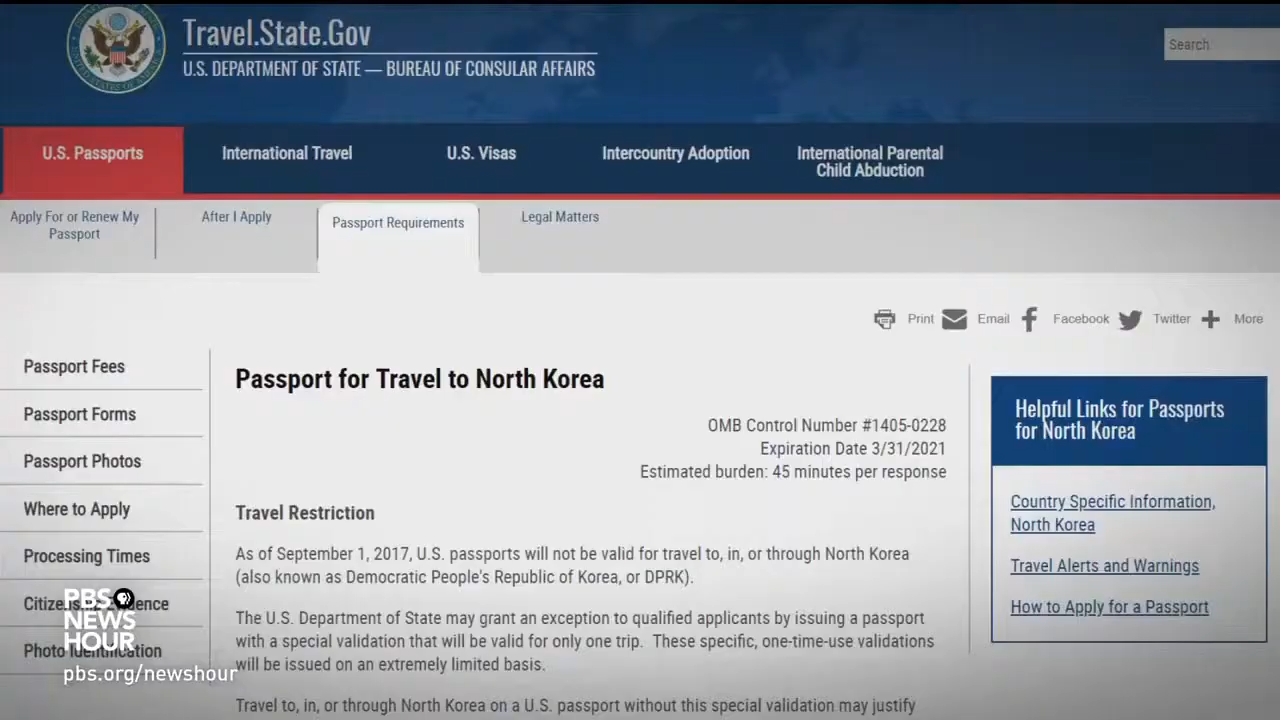 Travel.State.Gov
U.S. DEPARTMENT OF STATE — BUREAU OF CONSULAR AFFAIRS
Search
U.S. Passports
International Travel
U.S. Visas
Intercountry Adoption
International Parental
Child Abduction
Apply For or Renew My
Passport
After I Apply
Passport Requirements
Legal Matters
Print
Email
Facebook
Twitter
More
Passport Fees
Passport Forms
Passport Photos
Where to Apply
Processing Times
Photo Identification
Passport for Travel to North Korea
OMB Control Number #1405-0228
Expiration Date 3/31/2021
Estimated burden: 45 minutes per response
Travel Restriction
As of September 1, 2017, U.S. passports will not be valid for travel to, in, or through North Korea
(also known as Democratic People's Republic of Korea, or DPRK).
The U.S. Department of State may grant an exception to qualified applicants by issuing a passport
with a special validation that will be valid for only one trip. These specific, one-time-use validations
will be issued on an extremely limited basis.
Travel to, in, or through North Korea on a U.S. passport without this special validation may justify
Helpful Links for Passports
for North Korea
Country Specific Information,
North Korea
Travel Alerts and Warnings
How to Apply for a Passport
PBS
NEWS
HOUR
pbs.org/newshour